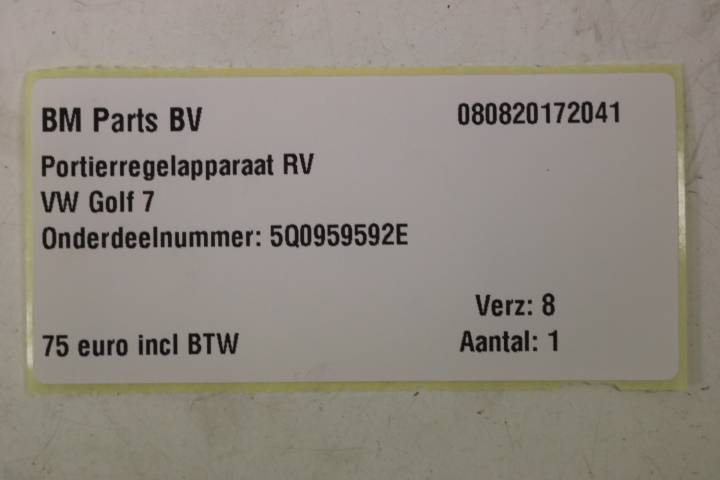 BM Parts BV 080820172041
Portierregelapparaat RV
VW Golf 7
Onderdeelnummer: 5Q0959592E
Verz: 8
75 euro incl BTW Aantal: 1